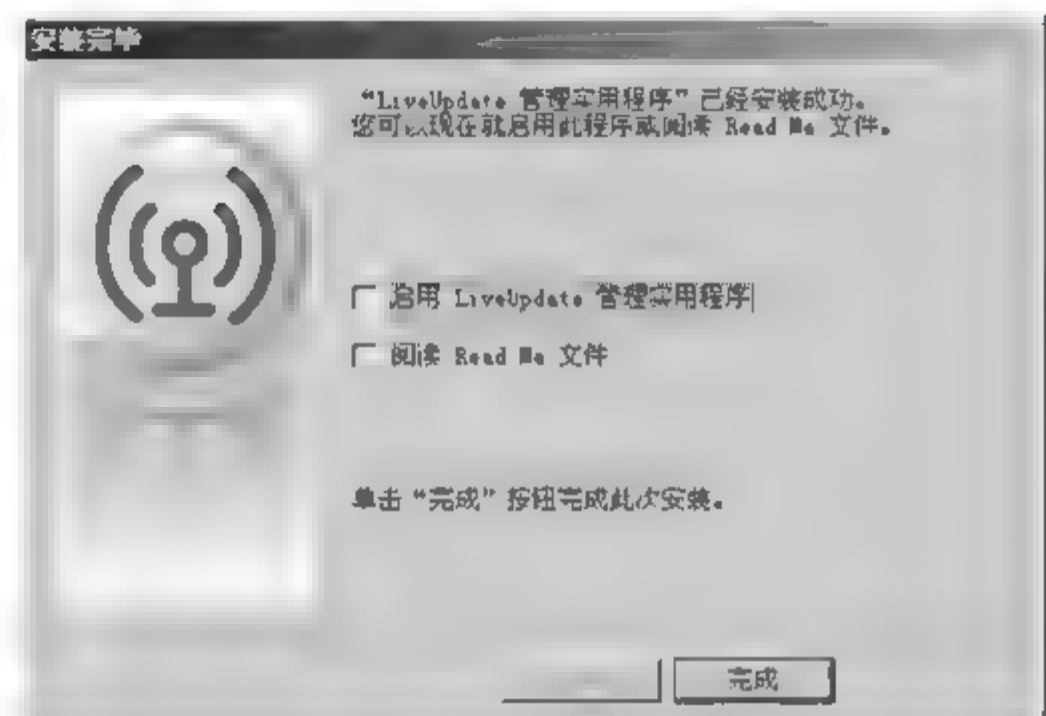 安装完毕
“LiveUpdate 管理实用程序” 已经安装成功。
您可以现在就启用此程序或阅读 Read Me 文件。
启用 LiveUpdate 管理实用程序
阅读 Read Me 文件
单击 “完成” 按钮完成此次安装。
完成